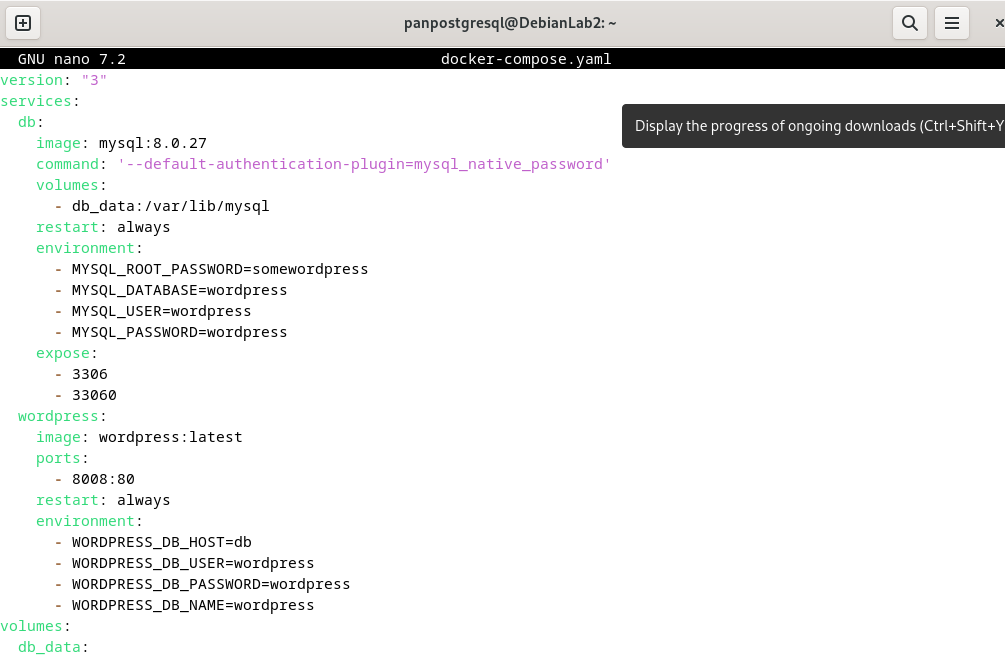 panpostgresql@DebianLab2: ~
GNU nano 7.2 docker-compose.yaml
version: "3"
services:
  db:
    image: mysql:8.0.27
    command: '--default-authentication-plugin=mysql_native_password'
    volumes:
      - db_data:/var/lib/mysql
    restart: always
    environment:
      - MYSQL_ROOT_PASSWORD=somewordpress
      - MYSQL_DATABASE=wordpress
      - MYSQL_USER=wordpress
      - MYSQL_PASSWORD=wordpress
    expose:
      - 3306
      - 33060
  wordpress:
    image: wordpress:latest
    ports:
      - 8008:80
    restart: always
    environment:
      - WORDPRESS_DB_HOST=db
      - WORDPRESS_DB_USER=wordpress
      - WORDPRESS_DB_PASSWORD=wordpress
      - WORDPRESS_DB_NAME=wordpress
volumes:
  db_data:
Display the progress of ongoing downloads (Ctrl+Shift+Y